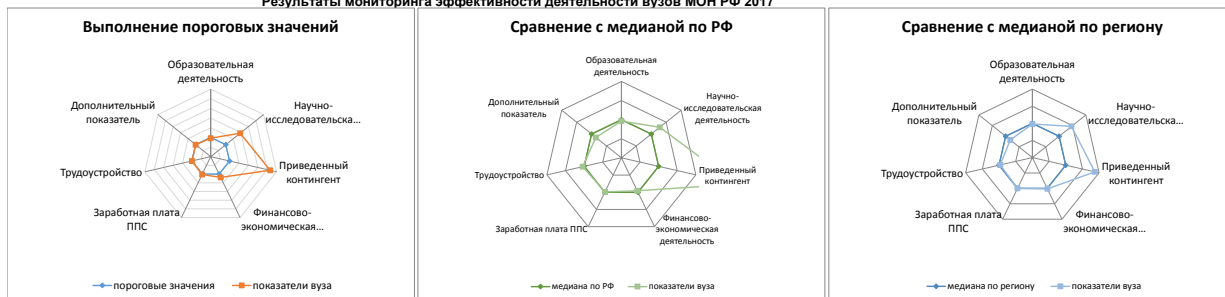 Результаты мониторинга эффективности деятельности вузов МОН РФ 2017
Выполнение пороговых значений
Образовательная
деятельность
Научно-
исследовательска...
Приведенный
контингент
Финансово-
экономическая...
Заработная плата
ППС
Трудоустройство
Дополнительный
показатель
пороговые значения
показатели вуза
Сравнение с медианой по РФ
Образовательная
деятельность
Научно-
исследовательская
деятельность
Приведенный
контингент
Финансово-
экономическая
деятельность
Заработная плата ППС
Трудоустройство
Дополнительный
показатель
медиана по РФ
показатели вуза
Сравнение с медианой по региону
Образовательная
деятельность
Научно-
исследовательска...
Приведенный
контингент
Финансово-
экономическая...
Заработная плата
ППС
Трудоустройство
Дополнительный
показатель
медиана по региону
показатели вуза